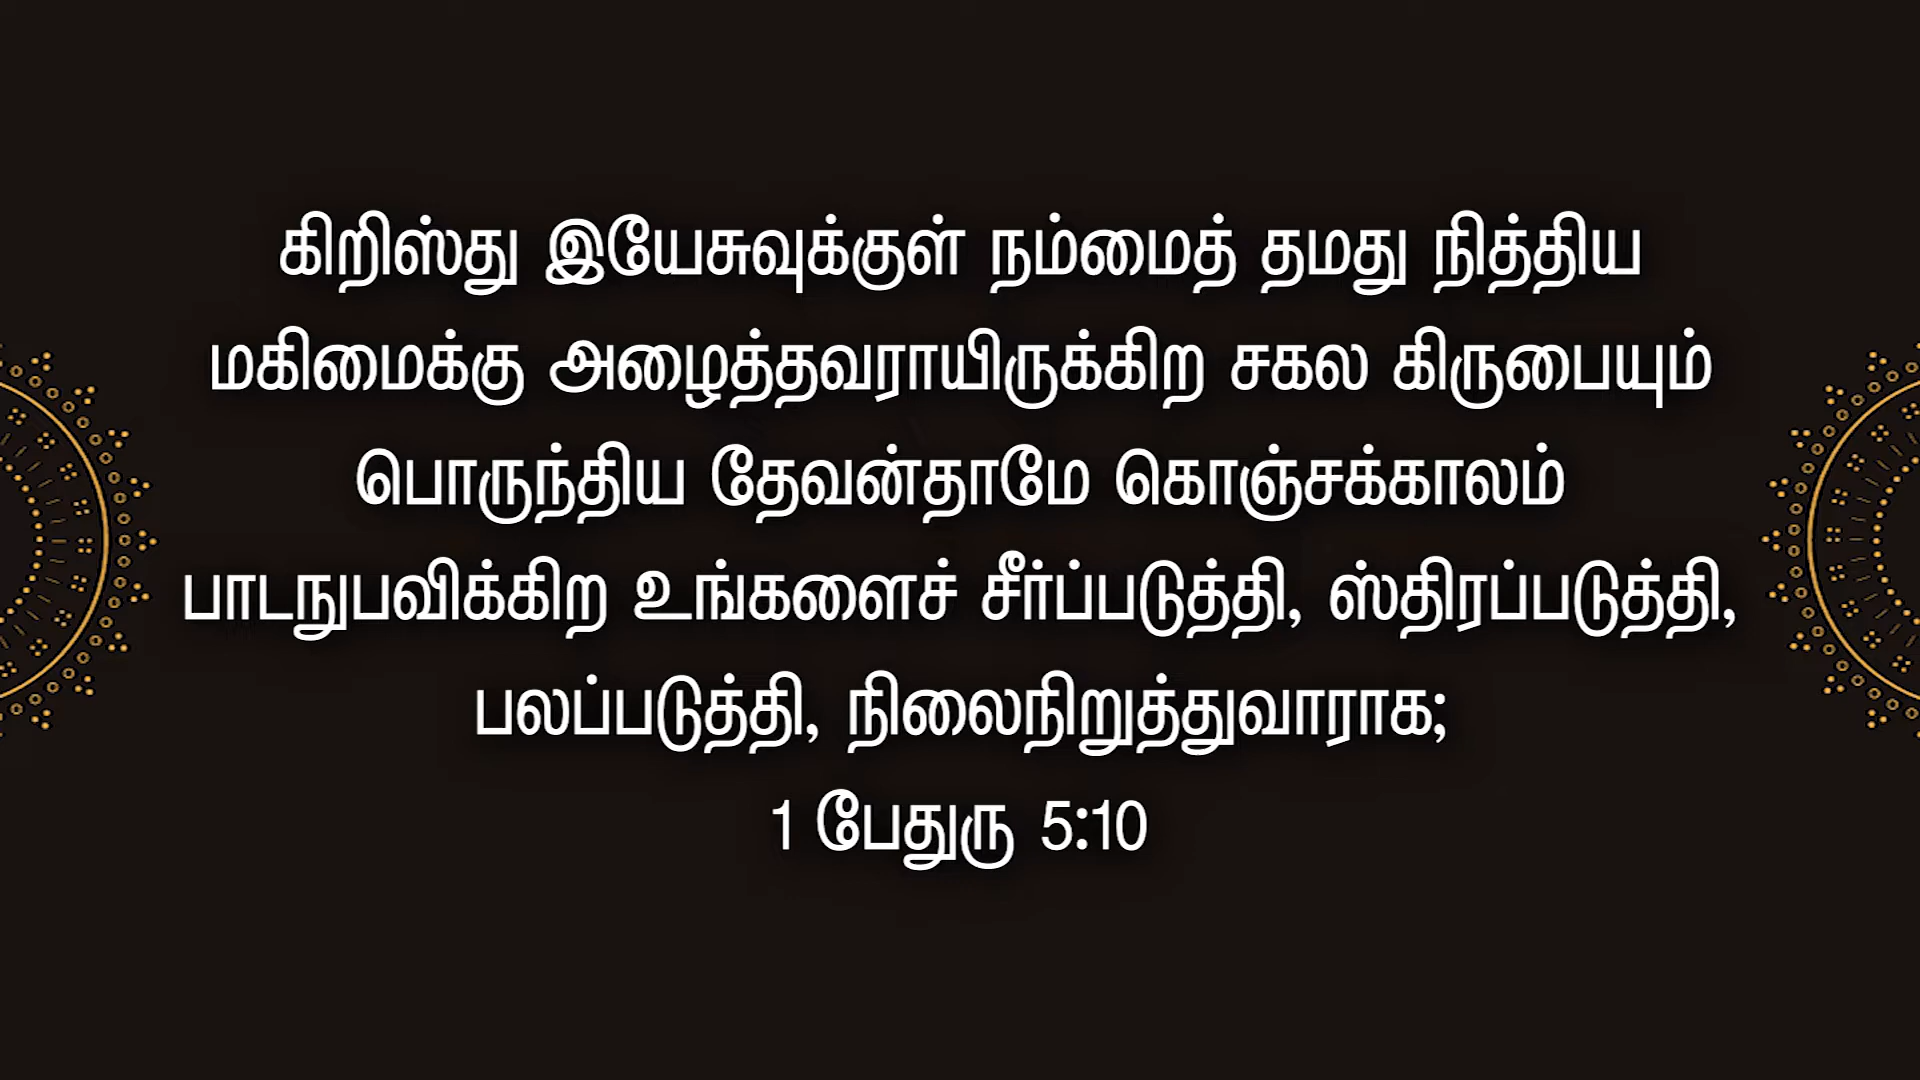 கிறிஸ்து இயேசுவுக்குள் நம்மைத் தமது நித்திய
மகிமைக்கு அழைத்தவராயிருக்கிற சகல கிருபையும்
பொருந்திய தேவன்தாமே கொஞ்சக்காலம்
பாடநுபவிக்கிற உங்களைச் சீர்ப்படுத்தி, ஸ்திரப்படுத்தி,
பலப்படுத்தி, நிலைநிறுத்துவாராக;
1 பேதுரு 5:10